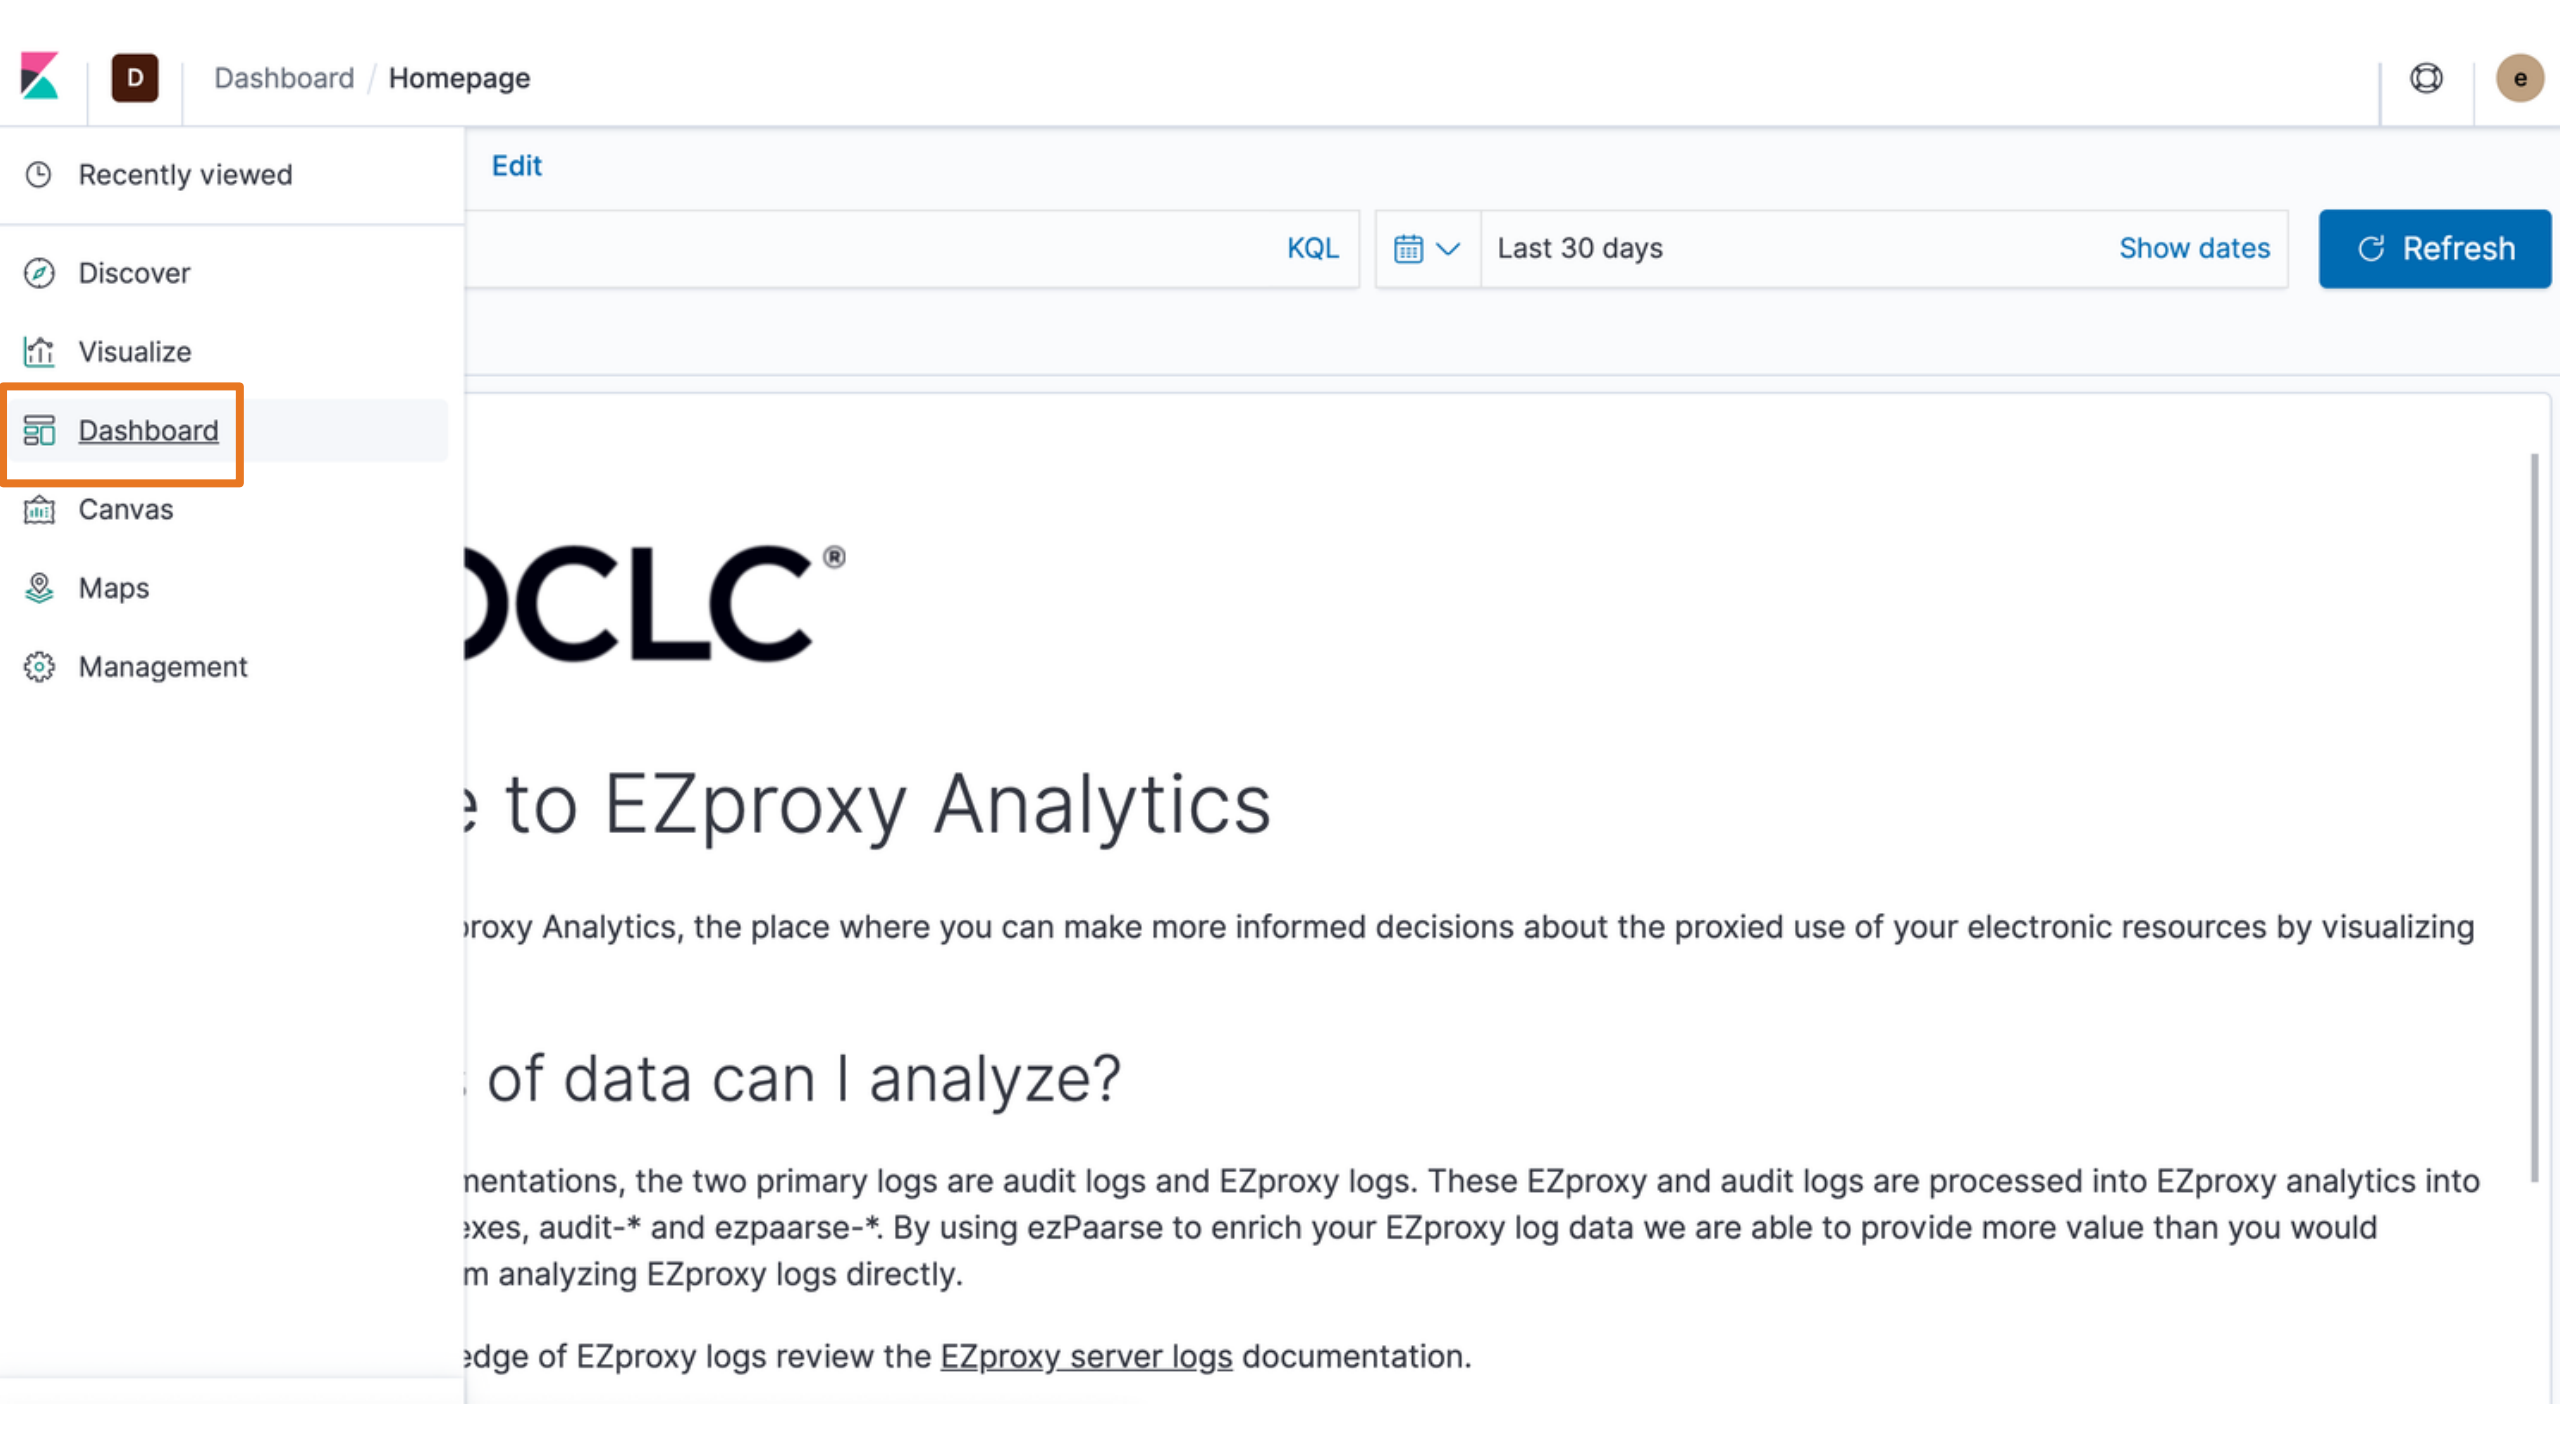 D Dashboard / Homepage e
Recently viewed
Edit
KQL Last 30 days Show dates Refresh
Discover
Visualize
Dashboard
Canvas
Maps
Management
CLC®
to EZproxy Analytics
Analytics, the place where you can make more informed decisions about the proxied use of your electronic resources by visualizing
of data can I analyze?
the two primary logs are audit logs and EZproxy logs. These EZproxy and audit logs are processed into EZproxy analytics into
audit-* and ezpaarse-*. By using ezPaarse to enrich your EZproxy log data we are able to provide more value than you would
analyzing EZproxy logs directly.
of EZproxy logs review the EZproxy server logs documentation.